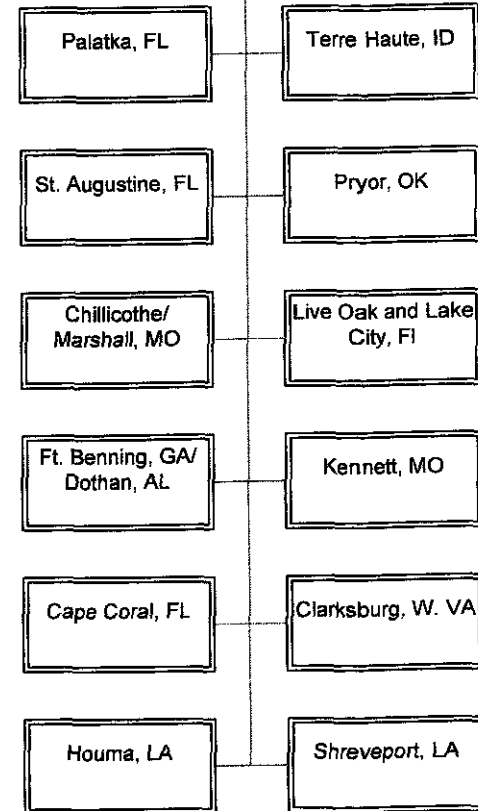 Palatka, FL
Terre Haute, ID
St. Augustine, FL
Pryor, OK
Chillicothe/
Marshall, MO
Live Oak and Lake
City, Fl
Ft. Benning, GA/
Dothan, AL
Kennett, MO
Cape Coral, FL
Clarksburg, W. VA
Houma, LA
Shreveport, LA